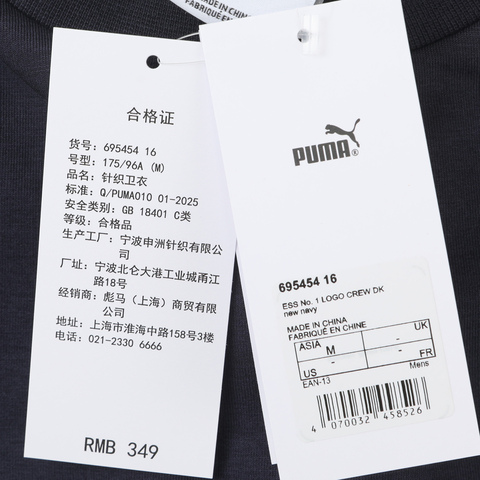 MADE IN CHINA
FABRIQUÉ EN CHINE
合格证
货号: 695454 16
号型: 175/96A (M)
品名: 针织卫衣
标准: Q/PUMA010 01-2025
安全类别: GB 18401 C类
等级: 合格品
生产工厂: 宁波申洲针织有限公
司
厂址: 宁波北仑大港工业城甬江
路18号
经销商: 彪马（上海）商贸有限
公司
地址: 上海市淮海中路158号3楼
电话: 021-2330 6666
RMB 349
PUMA®
695454 16
ESS No. 1 LOGO CREW DK
new navy
MADE IN CHINA
FABRIQUÉ EN CHINE
ASIA M - UK
US - - FR
EAN-13 Mens
4 070032 458526